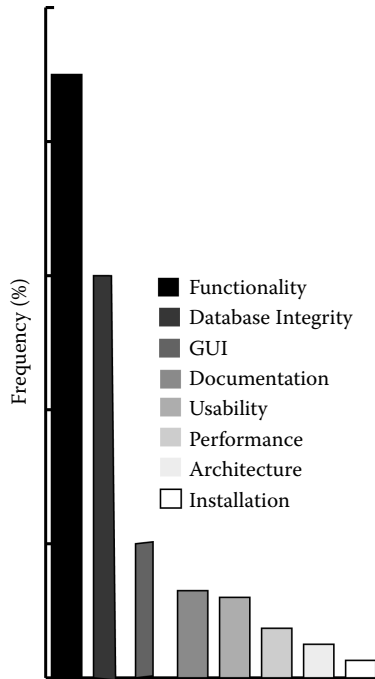 Frequency (%)
Functionality
Database Integrity
GUI
Documentation
Usability
Performance
Architecture
Installation